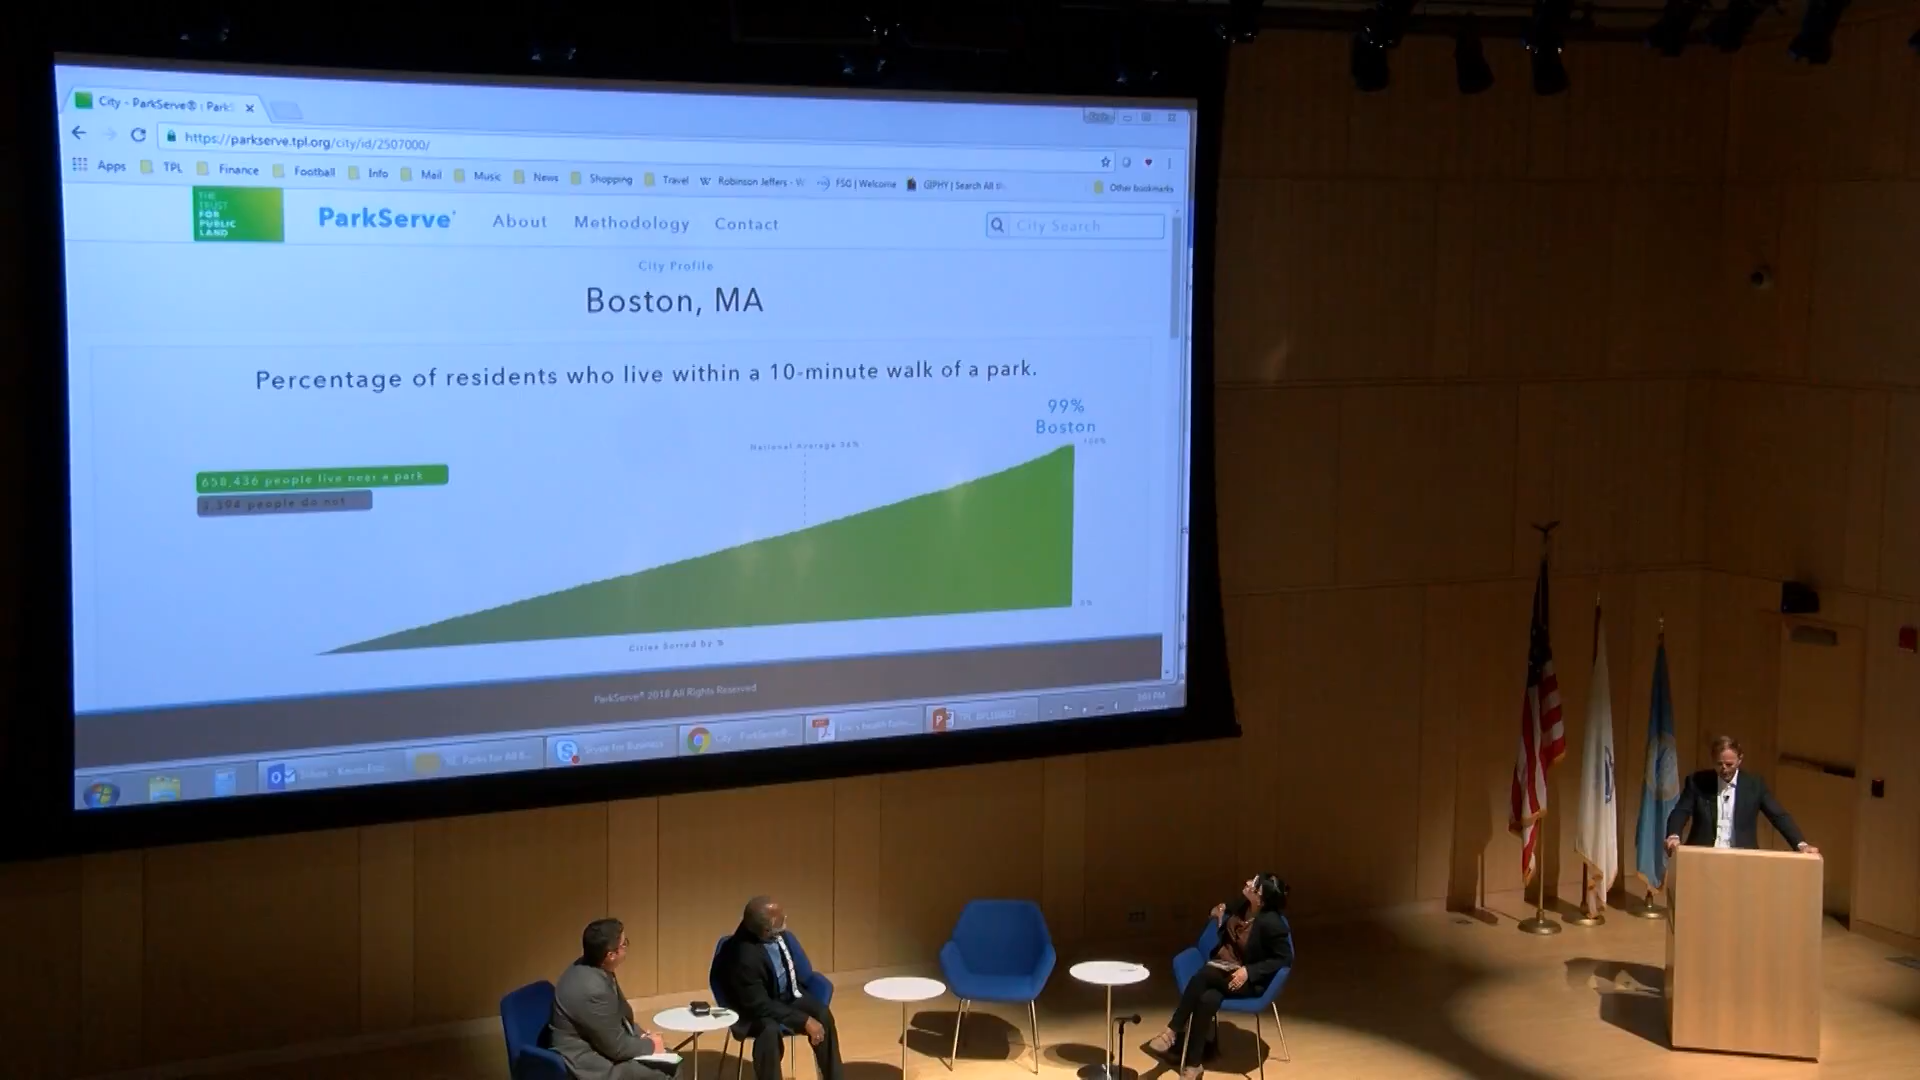 City - ParkServe® | Park
https://parkserve.tpl.org/city/id/2507000/
Apps TPL Finance Football Info Mail Music News Shopping Travel Robinson Jeffers - W FSG | Welcome GIPHY | Search All Other bookmarks
THE
TRUST
FOR
PUBLIC
LAND
ParkServe® About Methodology Contact City Search
City Profile
Boston, MA
Percentage of residents who live within a 10-minute walk of a park.
99%
Boston
National Average
100%
658,436 people live near a park
people do not
0%
Cities Sorted by %
ParkServe® 2018 All Rights Reserved
Skype for Business
City - ParkServe®